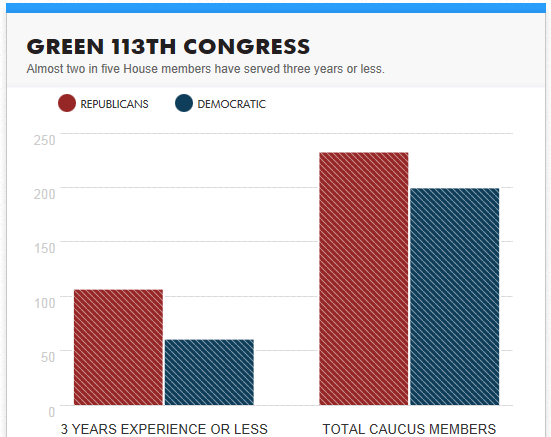 GREEN 113TH CONGRESS
Almost two in five House members have served three years or less.
REPUBLICANS DEMOCRATIC
250
200
150
100
50
0
3 YEARS EXPERIENCE OR LESS TOTAL CAUCUS MEMBERS